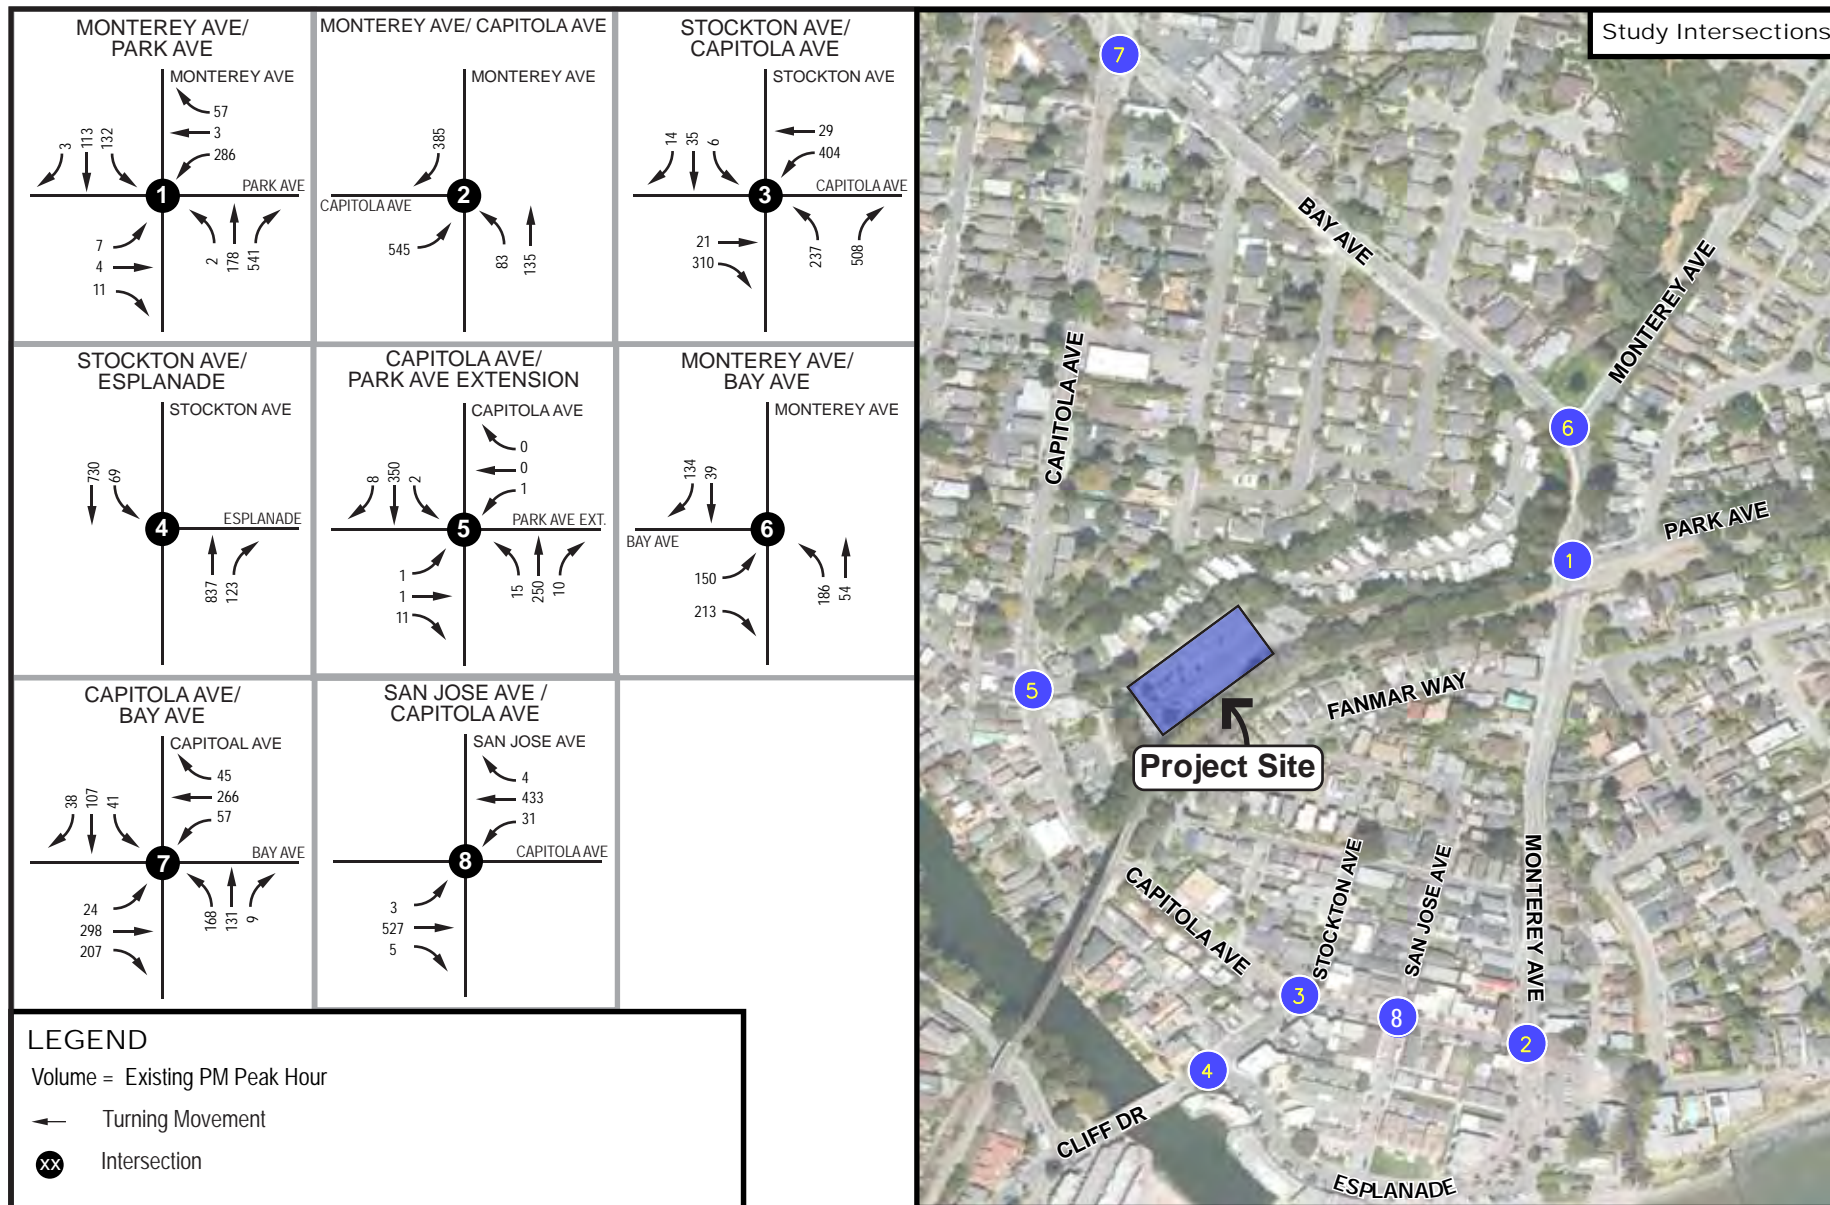 MONTEREY AVE/
PARK AVE
MONTEREY AVE
57
3
286
3
113
132
PARK AVE
1
7
4
11
2
178
541
MONTEREY AVE/ CAPITOLA AVE
MONTEREY AVE
385
2
CAPITOLA AVE
545
83
135
STOCKTON AVE/
CAPITOLA AVE
STOCKTON AVE
29
404
14
35
6
CAPITOLA AVE
3
21
310
237
508
STOCKTON AVE/
ESPLANADE
STOCKTON AVE
730
69
ESPLANADE
4
837
123
CAPITOLA AVE/
PARK AVE EXTENSION
CAPITOLA AVE
0
0
1
8
350
2
PARK AVE EXT.
5
1
1
11
15
250
10
MONTEREY AVE/
BAY AVE
MONTEREY AVE
134
39
6
BAY AVE
150
213
186
54
CAPITOLA AVE/
BAY AVE
CAPITOAL AVE
45
266
57
38
107
41
BAY AVE
7
24
298
207
168
131
9
SAN JOSE AVE /
CAPITOLA AVE
SAN JOSE AVE
4
433
31
CAPITOLA AVE
8
3
527
5
LEGEND
Volume = Existing PM Peak Hour
Turning Movement
XX Intersection
Study Intersections
7
BAY AVE
MONTEREY AVE
CAPITOLA AVE
6
PARK AVE
1
5
FANMAR WAY
Project Site
CAPITOLA AVE
STOCKTON AVE
SAN JOSE AVE
MONTEREY AVE
3
8
2
4
CLIFF DR
ESPLANADE